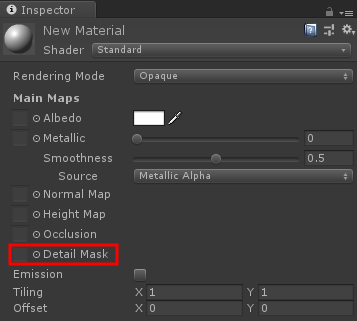 Inspector
New Material
Shader Standard
Rendering Mode Opaque
Main Maps
Albedo
Metallic 0
Smoothness 0.5
Source Metallic Alpha
Normal Map
Height Map
Occlusion
Detail Mask
Emission
Tiling X 1 Y 1
Offset X 0 Y 0